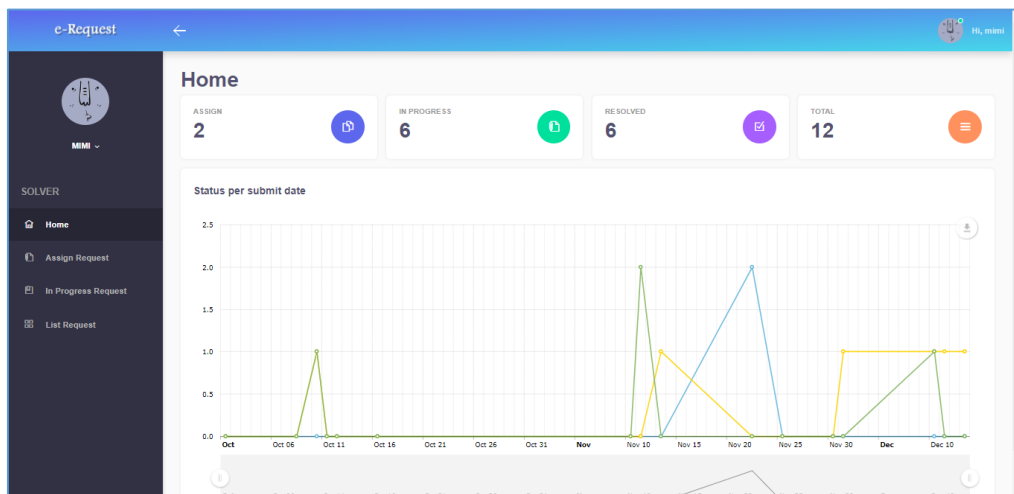 e-Request
Hi, mimi
MIMI
SOLVER
Home
Assign Request
In Progress Request
List Request
Home
ASSIGN
2
IN PROGRESS
6
RESOLVED
6
TOTAL
12
Status per submit date
2.5
2.0
1.5
1.0
0.5
0.0
Oct Oct 06 Oct 11 Oct 16 Oct 21 Oct 26 Oct 31 Nov Nov 10 Nov 15 Nov 20 Nov 25 Nov 30 Dec Dec 10